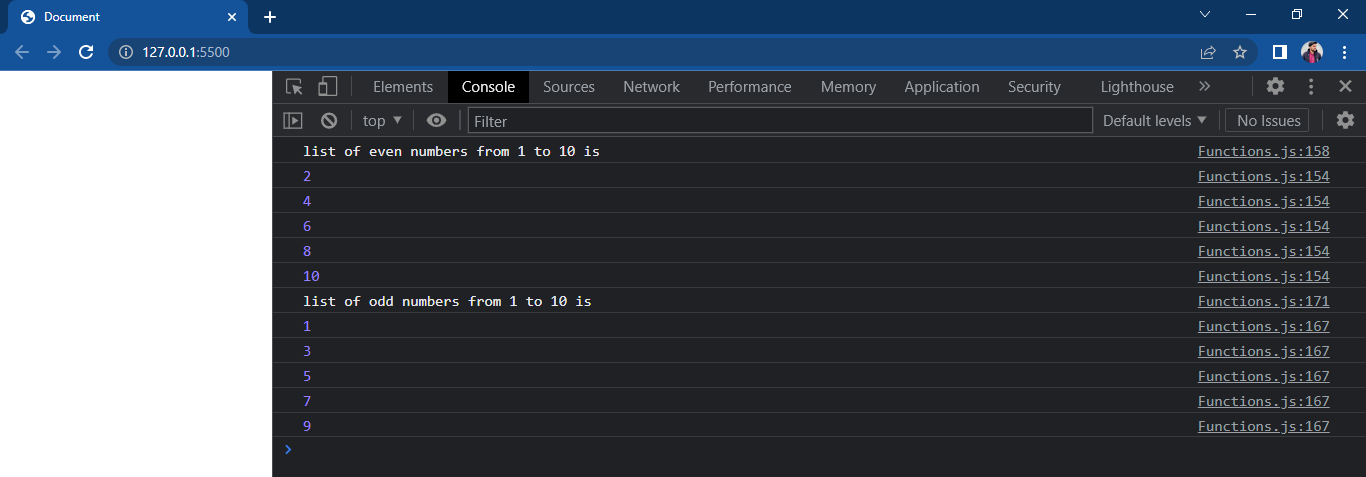 Document
127.0.0.1:5500
Elements Console Sources Network Performance Memory Application Security Lighthouse
top Filter Default levels No Issues
list of even numbers from 1 to 10 is Functions.js:158
2 Functions.js:154
4 Functions.js:154
6 Functions.js:154
8 Functions.js:154
10 Functions.js:154
list of odd numbers from 1 to 10 is Functions.js:171
1 Functions.js:167
3 Functions.js:167
5 Functions.js:167
7 Functions.js:167
9 Functions.js:167